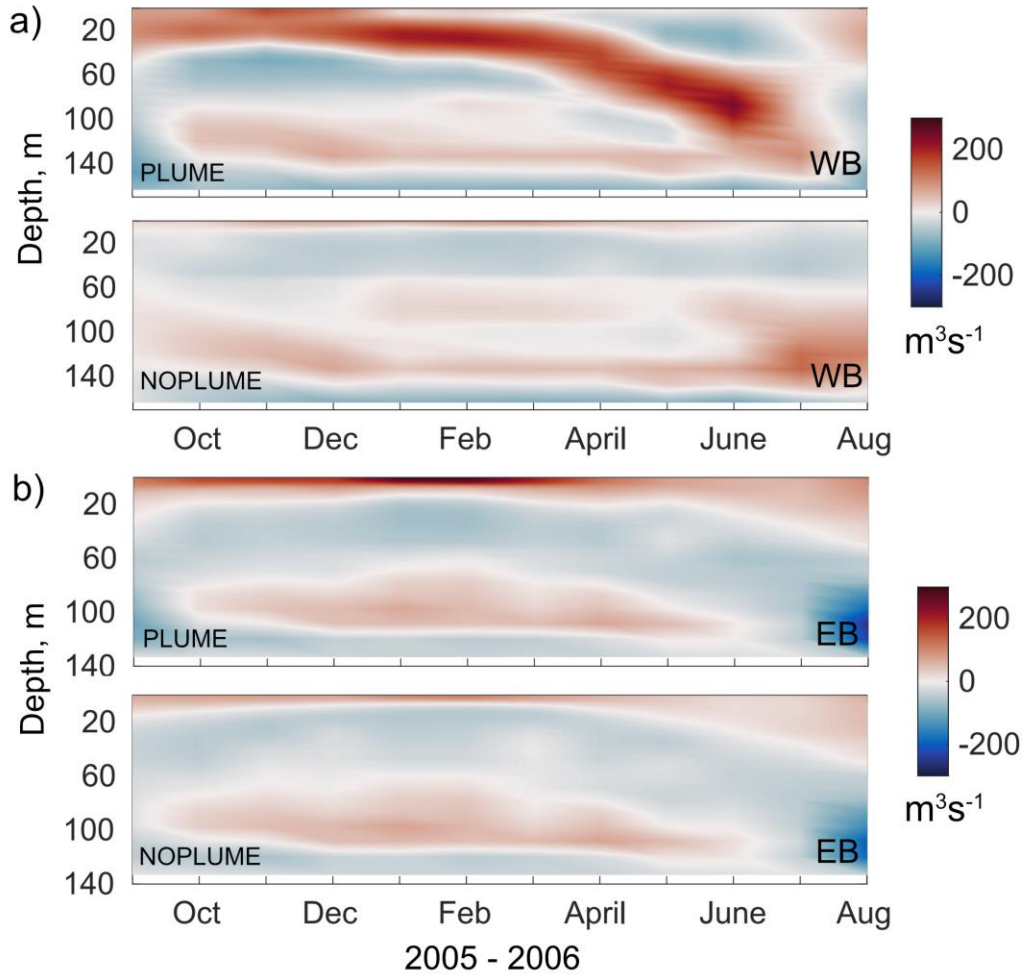 a)
20
60
100
140
PLUME
WB
20
60
100
140
NOPLUME
WB
Depth, m
200
0
-200
m³s⁻¹
Oct Dec Feb April June Aug
b)
20
60
100
140
PLUME
EB
20
60
100
140
NOPLUME
EB
Depth, m
200
0
-200
m³s⁻¹
Oct Dec Feb April June Aug
2005 - 2006